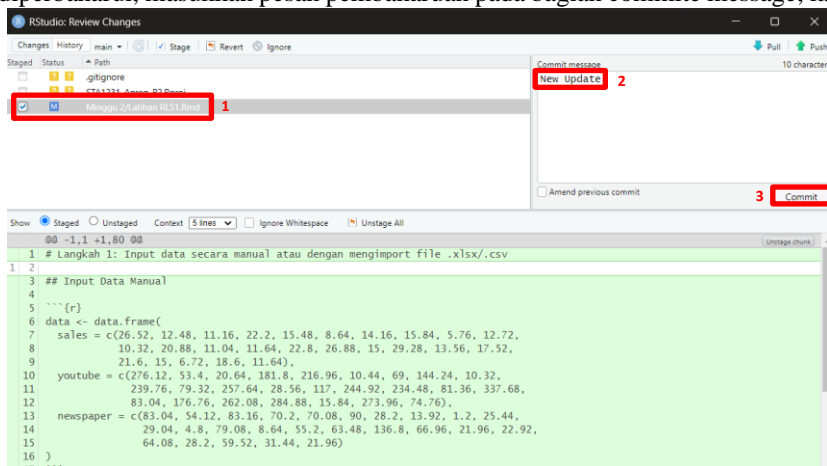 diperbaharui, masukkan pesan pembaharuan pada bagian commite message, la
RStudio: Review Changes
Changes History main Stage Revert Ignore Pull Push
Staged Status Path Commit message 10 character
.gitignore
STA1231_Anreg_P2.Rproj
Minggu 2/Latihan RLS1.Rmd 1
New Update 2
Amend previous commit
3 Commit
Show Staged Unstaged Context 5 lines Ignore Whitespace Unstage All
@@ -1,1 +1,80 @@ Unstage chunk
1 # Langkah 1: Input data secara manual atau dengan mengimport file .xlsx/.csv
1 2
3 ## Input Data Manual
4
5 ```{r}
6 data <- data.frame(
7 sales = c(26.52, 12.48, 11.16, 22.2, 15.48, 8.64, 14.16, 15.84, 5.76, 12.72,
8 10.32, 20.88, 11.04, 11.64, 22.8, 26.88, 15, 29.28, 13.56, 17.52,
9 21.6, 15, 6.72, 18.6, 11.64),
10 youtube = c(276.12, 53.4, 20.64, 181.8, 216.96, 10.44, 69, 144.24, 10.32,
11 239.76, 79.32, 257.64, 28.56, 117, 244.92, 234.48, 81.36, 337.68,
12 83.04, 176.76, 262.08, 284.88, 15.84, 273.96, 74.76),
13 newspaper = c(83.04, 54.12, 83.16, 70.2, 70.08, 90, 28.2, 13.92, 1.2, 25.44,
14 29.04, 4.8, 79.08, 8.64, 55.2, 63.48, 136.8, 66.96, 21.96, 22.92,
15 64.08, 28.2, 59.52, 31.44, 21.96)
16 )